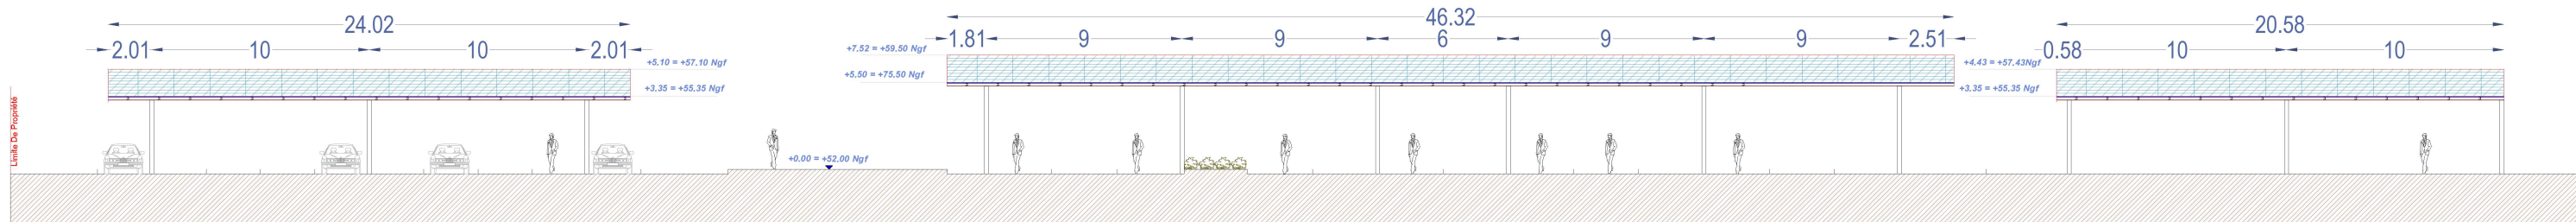 24.02
2.01 10 10 2.01
+5.10 = +57.10 Ngf
+3.35 = +55.35 Ngf
Limite De Propriété
46.32
1.81 9 9 6 9 9 2.51
+7.52 = +59.50 Ngf
+5.50 = +75.50 Ngf
+0.00 = +52.00 Ngf
20.58
0.58 10 10
+4.43 = +57.43Ngf
+3.35 = +55.35 Ngf